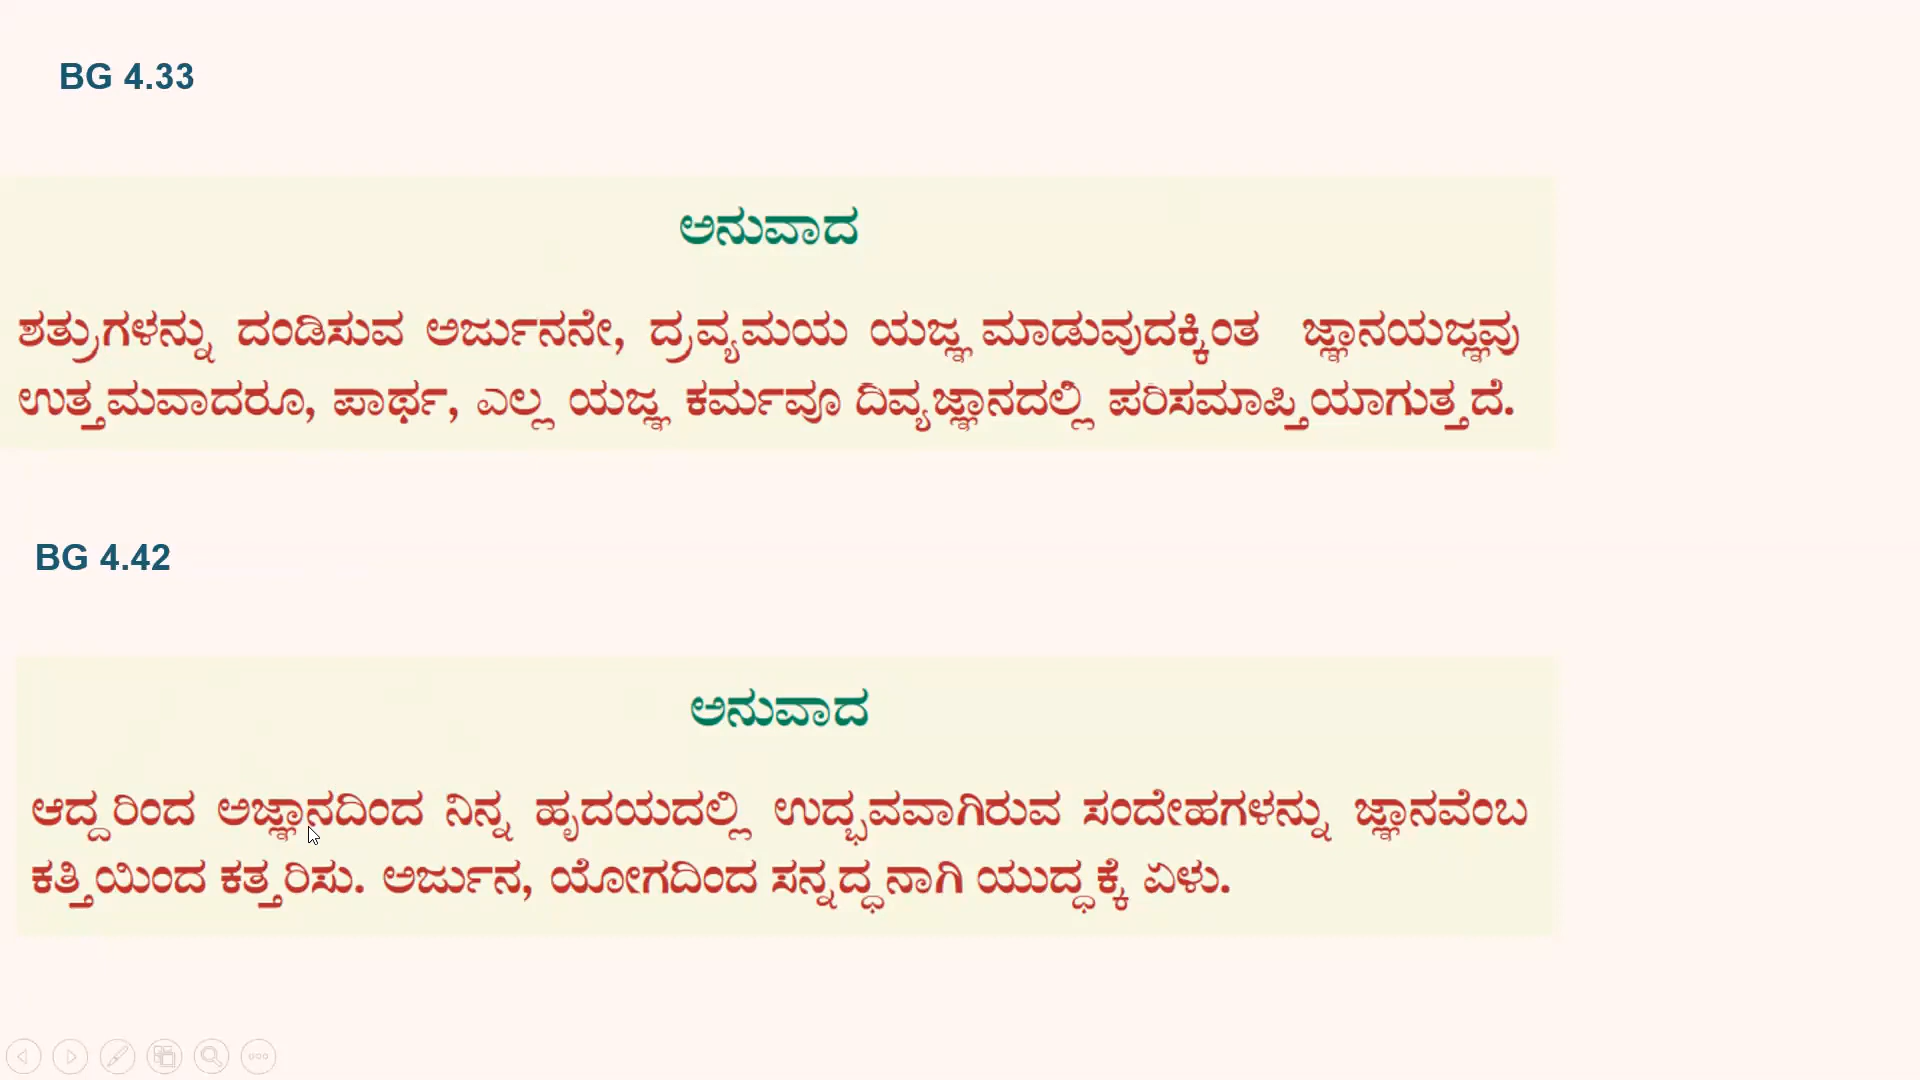 BG 4.33
ಅನುವಾದ
ಶತ್ರುಗಳನ್ನು ದಂಡಿಸುವ ಅರ್ಜುನನೇ, ದ್ರವ್ಯಮಯ ಯಜ್ಞ ಮಾಡುವುದಕ್ಕಿಂತ ಜ್ಞಾನಯಜ್ಞವು
ಉತ್ತಮವಾದರೂ, ಪಾರ್ಥ, ಎಲ್ಲ ಯಜ್ಞ ಕರ್ಮವೂ ದಿವ್ಯಜ್ಞಾನದಲ್ಲಿ ಪರಿಸಮಾಪ್ತಿಯಾಗುತ್ತದೆ.
BG 4.42
ಅನುವಾದ
ಆದ್ದರಿಂದ ಅಜ್ಞಾನದಿಂದ ನಿನ್ನ ಹೃದಯದಲ್ಲಿ ಉದ್ಭವವಾಗಿರುವ ಸಂದೇಹಗಳನ್ನು ಜ್ಞಾನವೆಂಬ
ಕತ್ತಿಯಿಂದ ಕತ್ತರಿಸು. ಅರ್ಜುನ, ಯೋಗದಿಂದ ಸನ್ನದ್ಧನಾಗಿ ಯುದ್ಧಕ್ಕೆ ಏಳು.